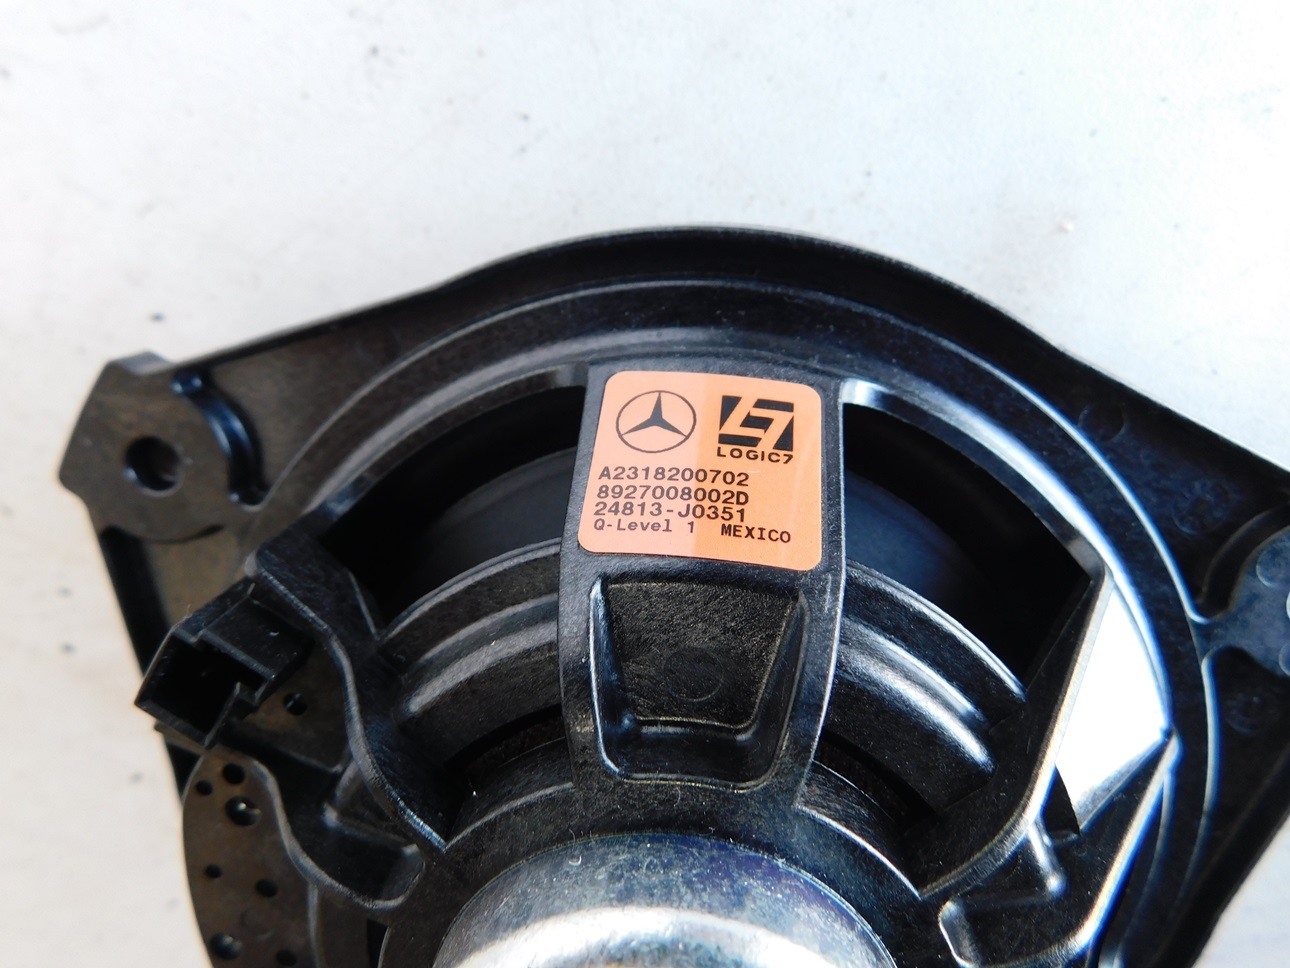 LOGIC7
A2318200702
8927008002D
24813-J0351
Q-Level 1 MEXICO